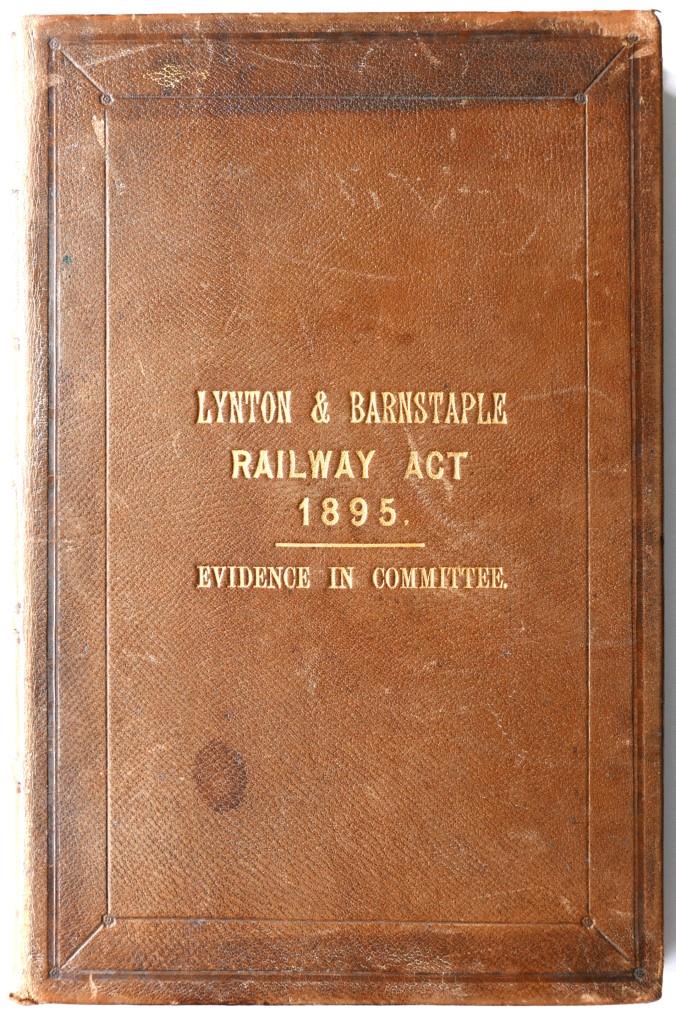 LYNTON & BARNSTAPLE
RAILWAY ACT
1895.
EVIDENCE IN COMMITTEE.